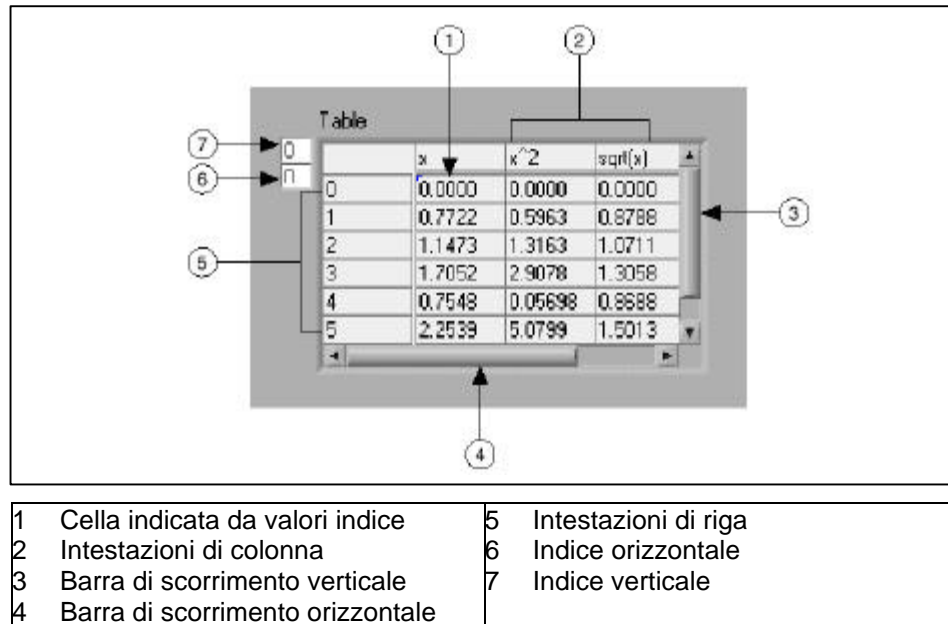 1 2
Table
7 0
6 0
x x^2 sqrt(x)
0 0.0000 0.0000 0.0000
1 0.7722 0.5963 0.8788
3
2 1.1473 1.3163 1.0711
5
3 1.7052 2.9078 1.3058
4 0.7548 0.05698 0.8688
5 2.2539 5.0799 1.5013
4
1 Cella indicata da valori indice
2 Intestazioni di colonna
3 Barra di scorrimento verticale
4 Barra di scorrimento orizzontale
5 Intestazioni di riga
6 Indice orizzontale
7 Indice verticale